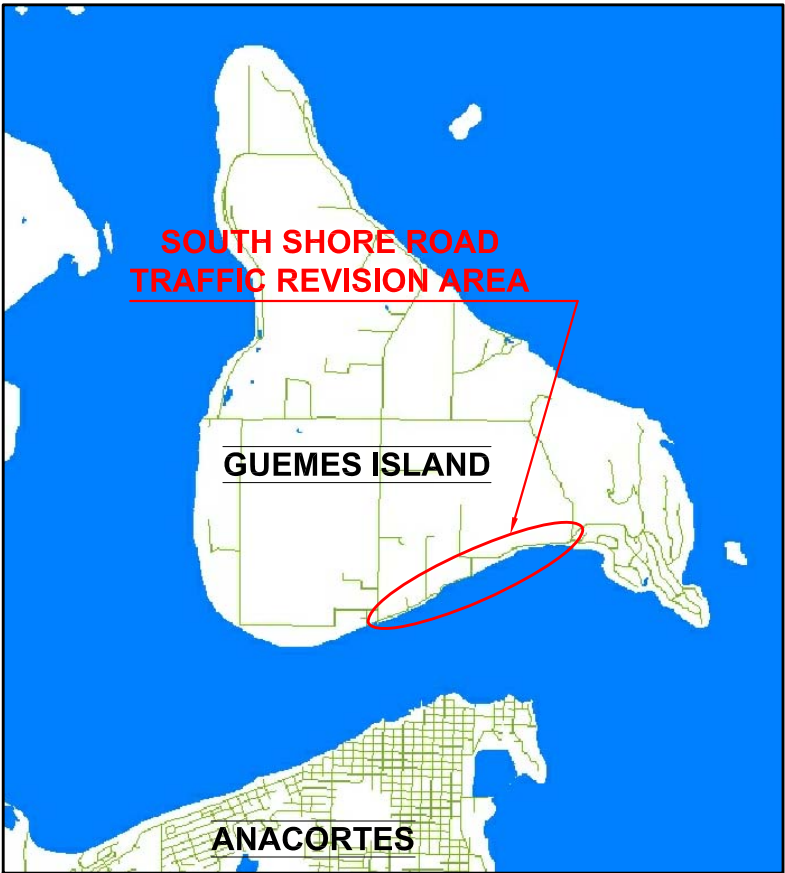 SOUTH SHORE ROAD
TRAFFIC REVISION AREA
GUEMES ISLAND
ANACORTES